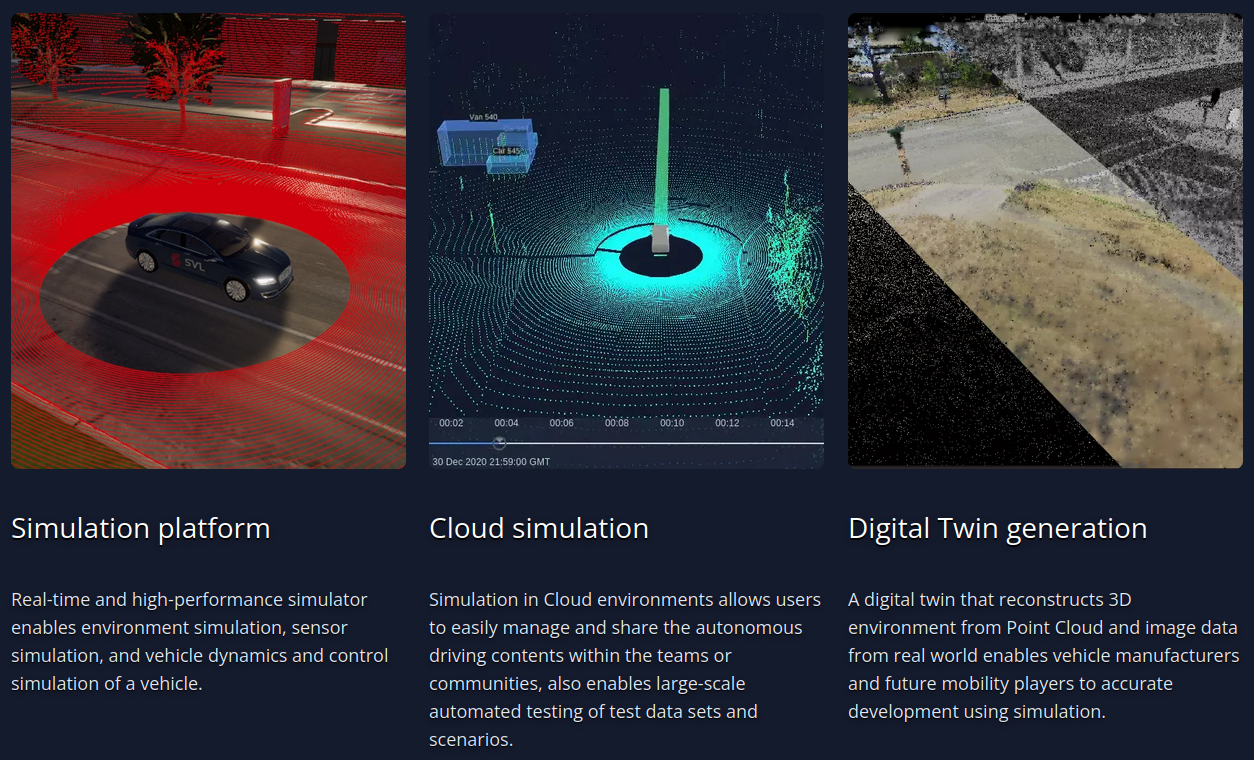 SVL
Van 540
Car 545
00:02 00:04 00:06 00:08 00:10 00:12 00:14
30 Dec 2020 21:59:00 GMT
Simulation platform
Real-time and high-performance simulator
enables environment simulation, sensor
simulation, and vehicle dynamics and control
simulation of a vehicle.
Cloud simulation
Simulation in Cloud environments allows users
to easily manage and share the autonomous
driving contents within the teams or
communities, also enables large-scale
automated testing of test data sets and
scenarios.
Digital Twin generation
A digital twin that reconstructs 3D
environment from Point Cloud and image data
from real world enables vehicle manufacturers
and future mobility players to accurate
development using simulation.